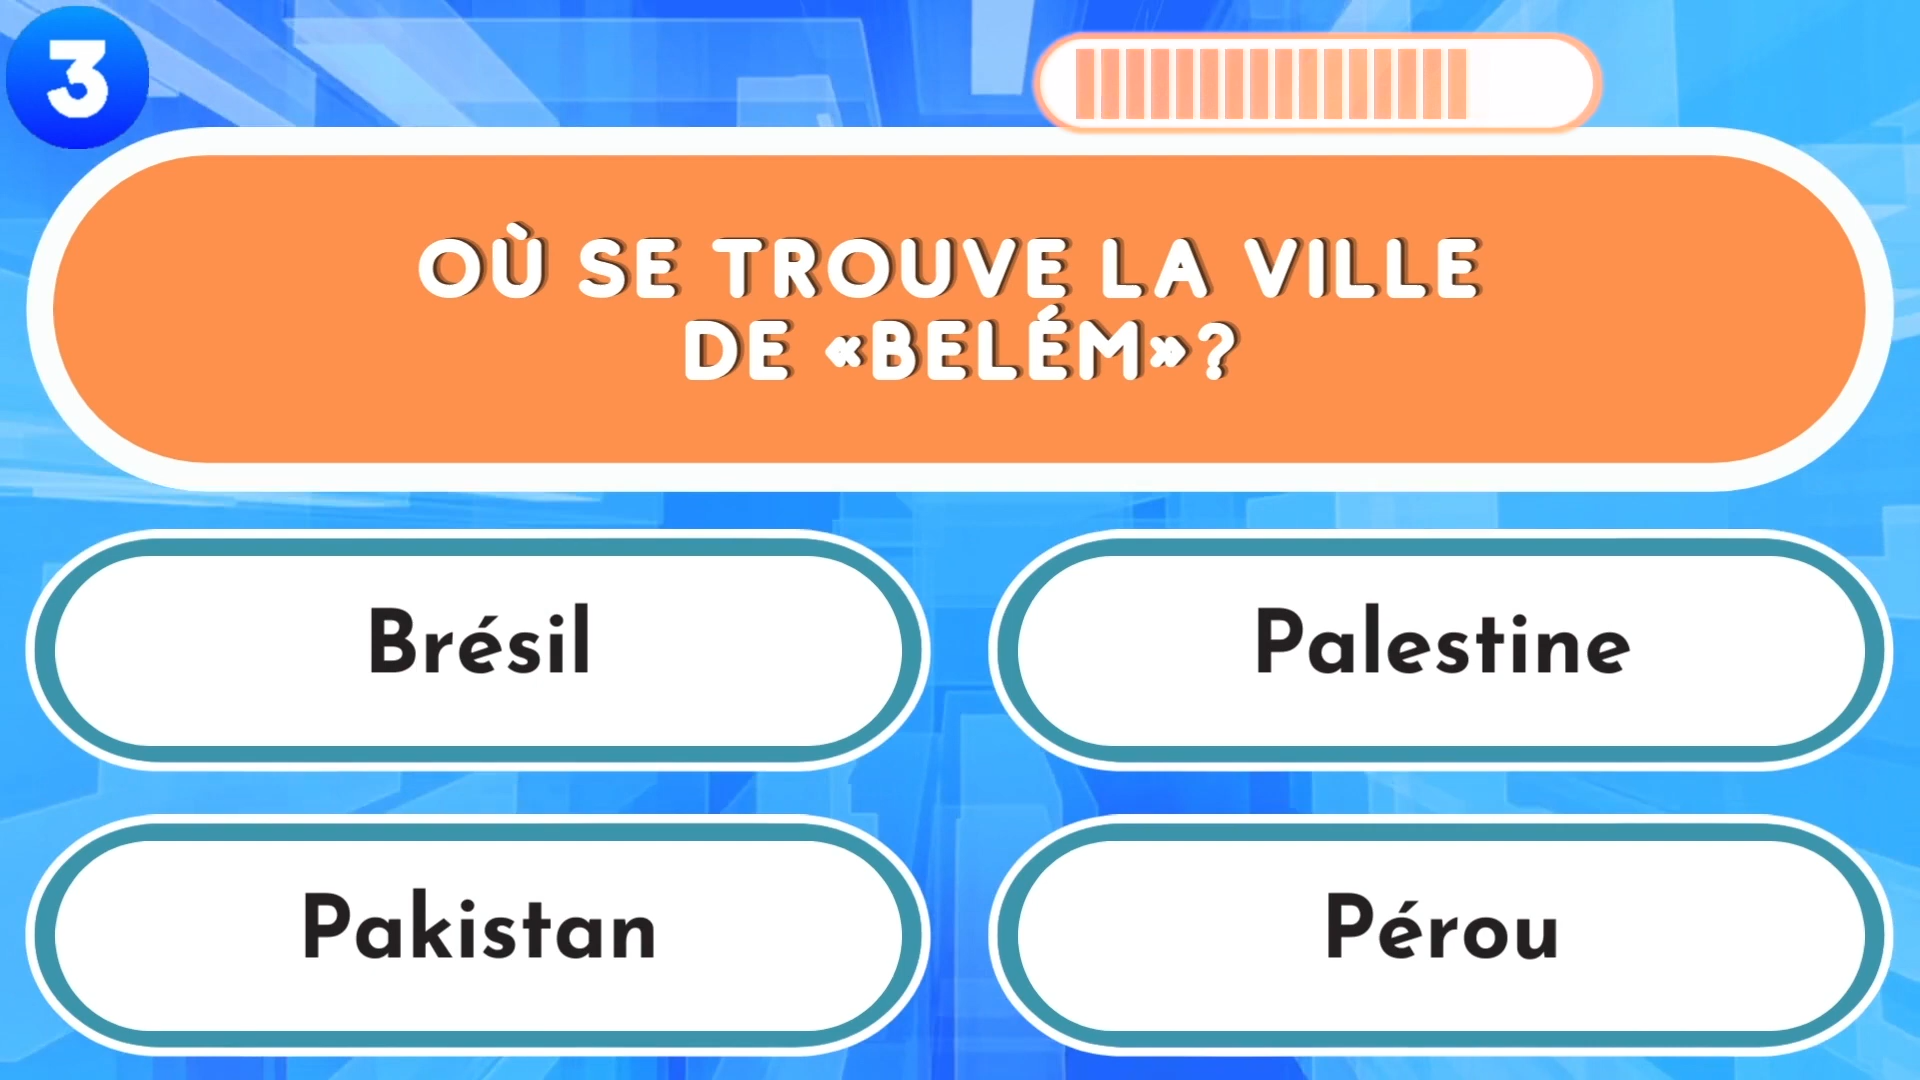 3
OÙ SE TROUVE LA VILLE
DE «BELÉM»?
Brésil
Palestine
Pakistan
Pérou